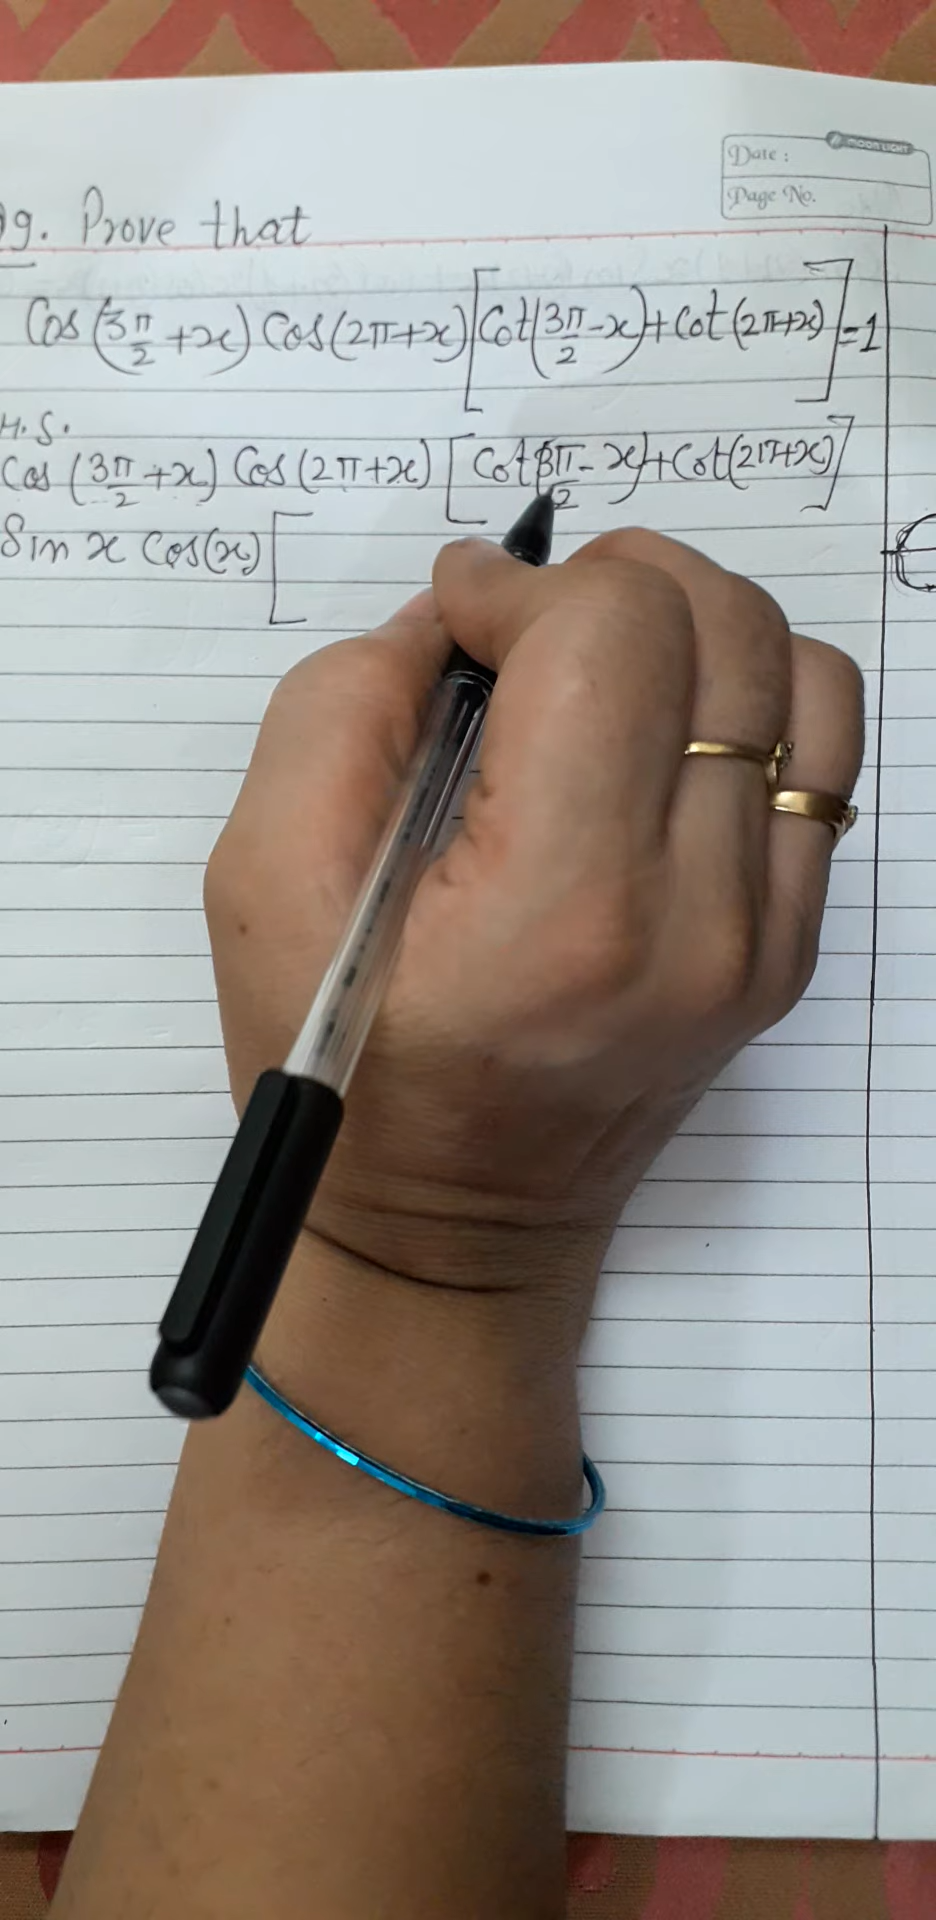 MOONLIGHT
Date :
Page No.
9. Prove that
Cos(3π/2 +x) Cos(2π+x)[Cot(3π/2 -x)+Cot(2π+x)]=1
H.S.
Cos (3π/2 +x) Cos(2π+x) [Cot(3π/2 - x)+Cot(2π+x)]
Sin x Cos(x)[